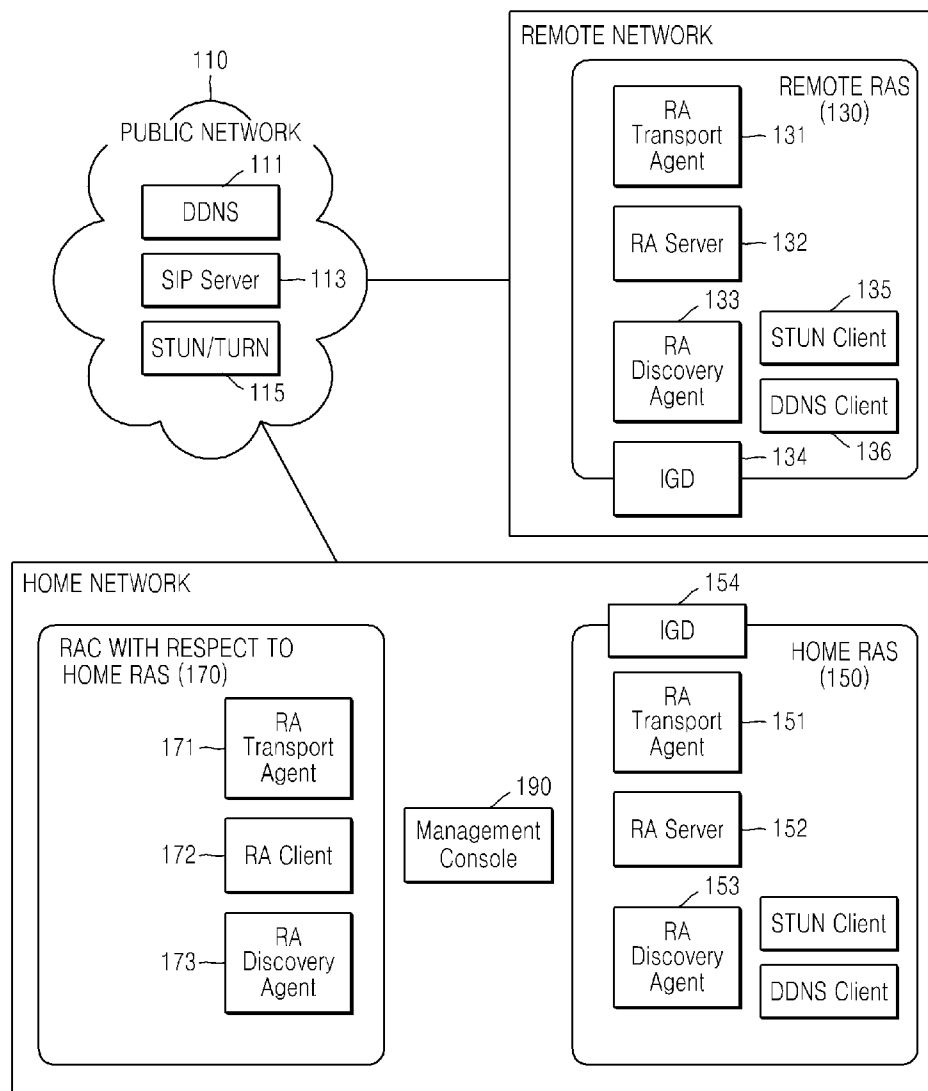 110
PUBLIC NETWORK
111
DDNS
SIP Server
113
STUN/TURN
115
REMOTE NETWORK
REMOTE RAS
(130)
RA
Transport
Agent
131
RA Server
132
133
RA
Discovery
Agent
135
STUN Client
DDNS Client
136
IGD
134
HOME NETWORK
RAC WITH RESPECT TO
HOME RAS (170)
171
RA
Transport
Agent
172
RA Client
173
RA
Discovery
Agent
190
Management
Console
154
IGD
HOME RAS
(150)
RA
Transport
Agent
151
RA Server
152
153
RA
Discovery
Agent
STUN Client
DDNS Client